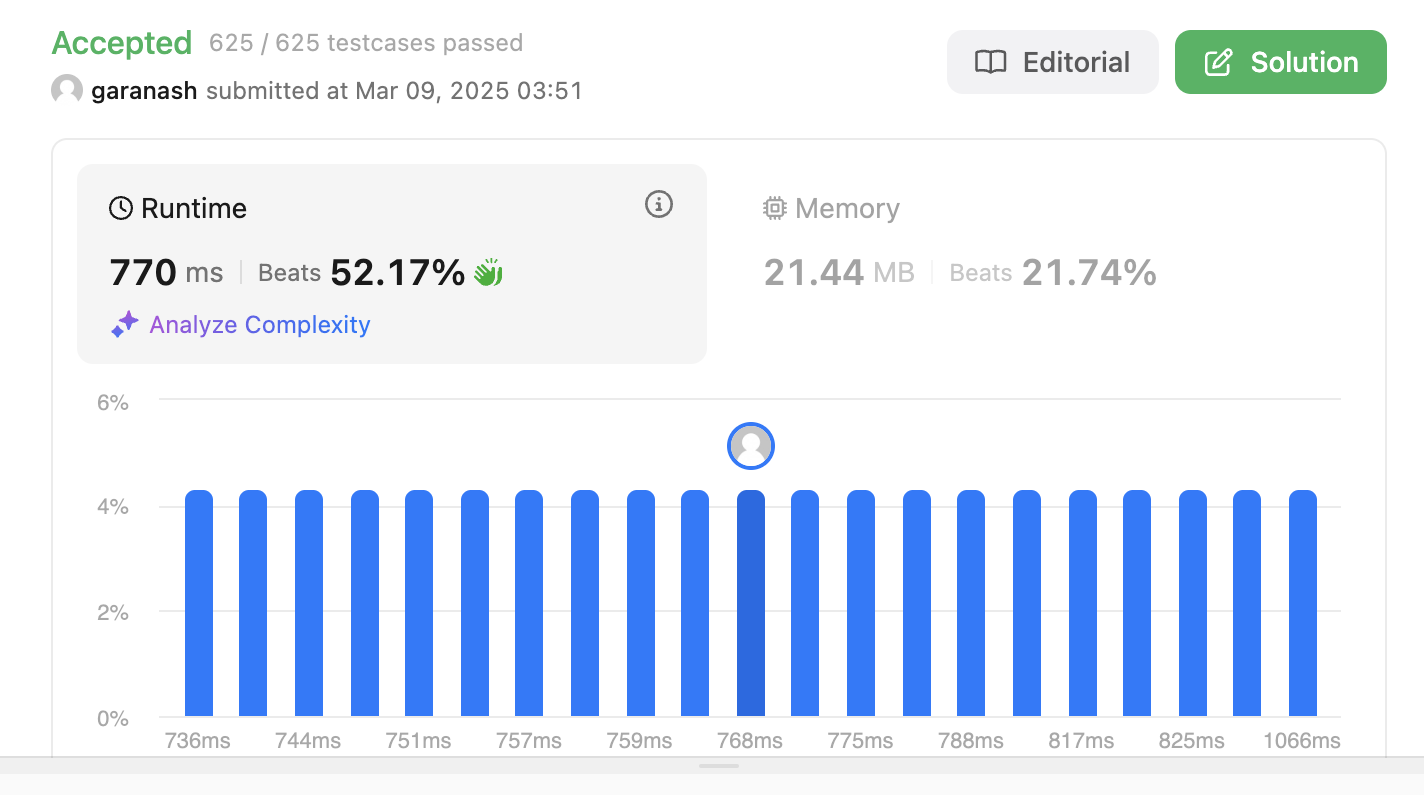 Accepted 625 / 625 testcases passed
garanash submitted at Mar 09, 2025 03:51
Editorial
Solution
Runtime
770 ms | Beats 52.17%
Analyze Complexity
Memory
21.44 MB | Beats 21.74%
6%
4%
2%
0%
736ms 744ms 751ms 757ms 759ms 768ms 775ms 788ms 817ms 825ms 1066ms